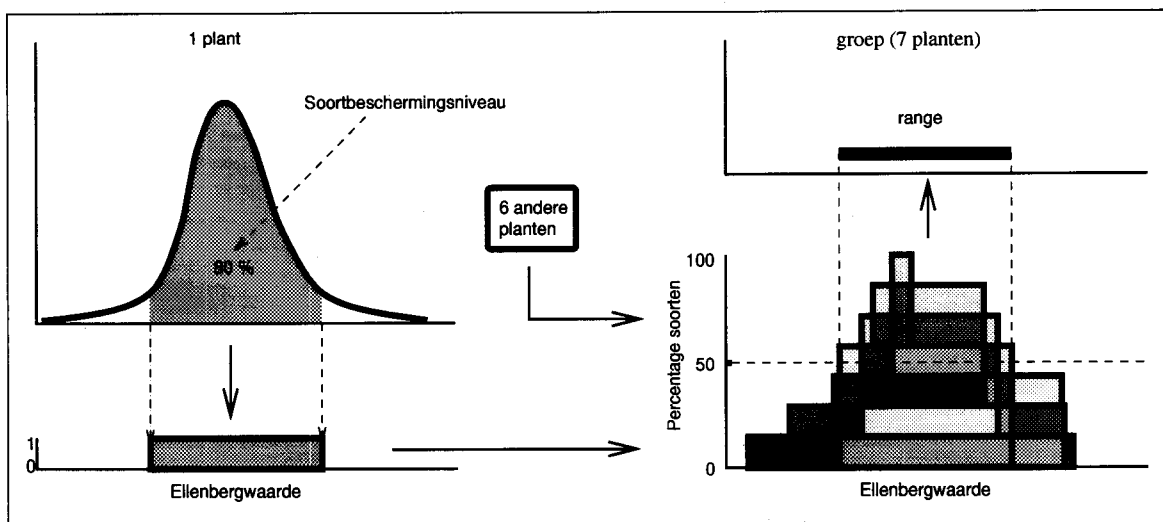 1 plant
Soortbeschermingsniveau
90 %
1
0
Ellenbergwaarde
6 andere
planten
groep (7 planten)
range
Percentage soorten
100
50
0
Ellenbergwaarde